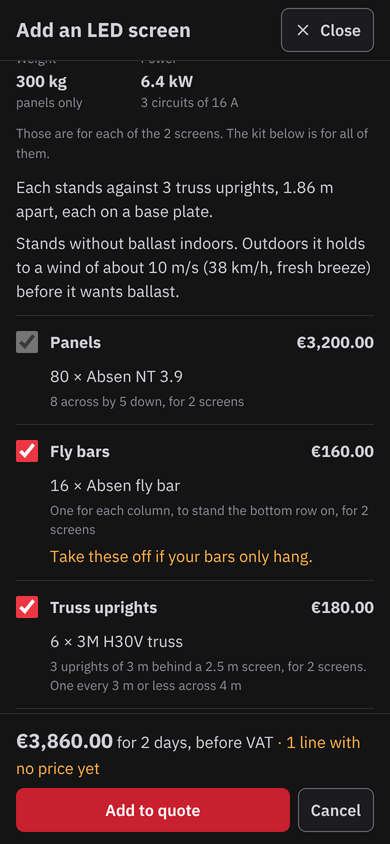 Add an LED screen
Close
Weight
Power
300 kg
6.4 kW
panels only
3 circuits of 16 A
Those are for each of the 2 screens. The kit below is for all of
them.
Each stands against 3 truss uprights, 1.86 m
apart, each on a base plate.
Stands without ballast indoors. Outdoors it holds
to a wind of about 10 m/s (38 km/h, fresh breeze)
before it wants ballast.
Panels
€3,200.00
80 × Absen NT 3.9
8 across by 5 down, for 2 screens
Fly bars
€160.00
16 × Absen fly bar
One for each column, to stand the bottom row on, for 2
screens
Take these off if your bars only hang.
Truss uprights
€180.00
6 × 3M H30V truss
3 uprights of 3 m behind a 2.5 m screen, for 2 screens.
One every 3 m or less across 4 m
€3,860.00 for 2 days, before VAT · 1 line with
no price yet
Add to quote
Cancel